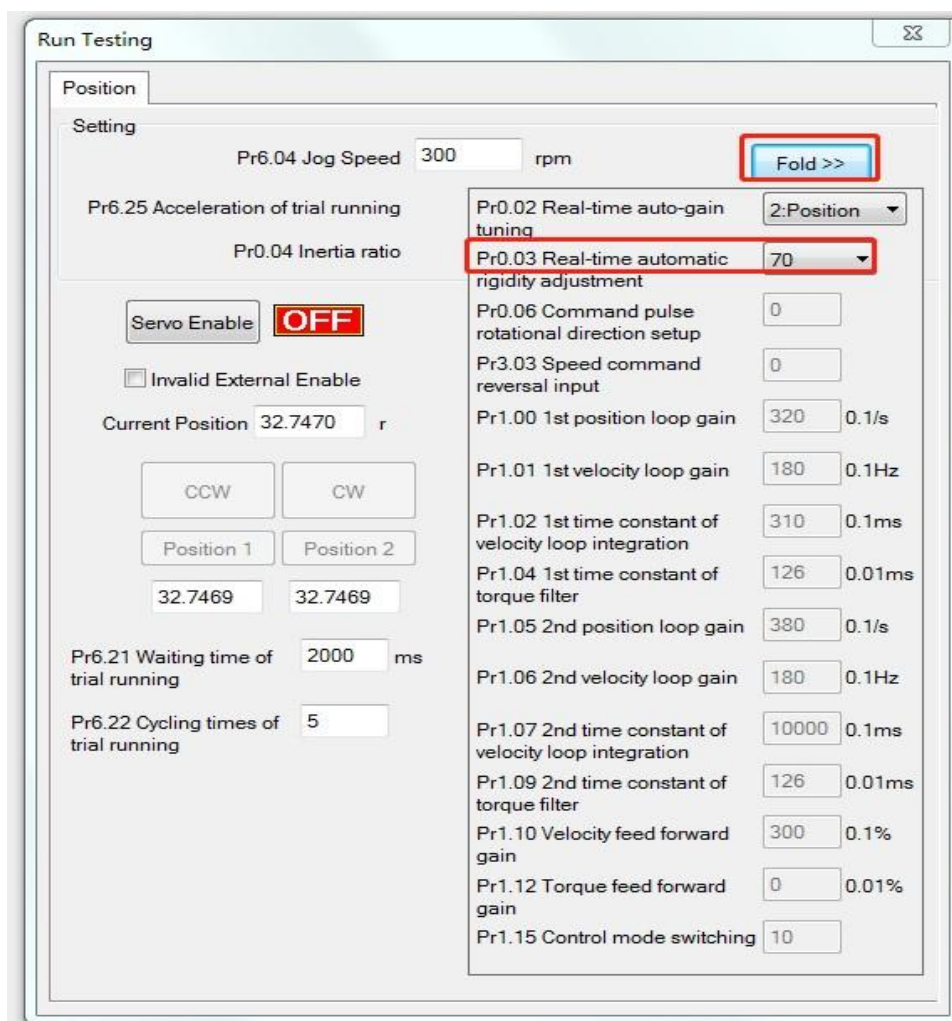 Run Testing
Position
Setting
Pr6.04 Jog Speed 300 rpm
Fold >>
Pr6.25 Acceleration of trial running
Pr0.04 Inertia ratio
Servo Enable OFF
Invalid External Enable
Current Position 32.7470 r
CCW CW
Position 1 Position 2
32.7469 32.7469
Pr6.21 Waiting time of 2000 ms
trial running
Pr6.22 Cycling times of 5
trial running
Pr0.02 Real-time auto-gain 2:Position
tuning
Pr0.03 Real-time automatic 70
rigidity adjustment
Pr0.06 Command pulse 0
rotational direction setup
Pr3.03 Speed command 0
reversal input
Pr1.00 1st position loop gain 320 0.1/s
Pr1.01 1st velocity loop gain 180 0.1Hz
Pr1.02 1st time constant of 310 0.1ms
velocity loop integration
Pr1.04 1st time constant of 126 0.01ms
torque filter
Pr1.05 2nd position loop gain 380 0.1/s
Pr1.06 2nd velocity loop gain 180 0.1Hz
Pr1.07 2nd time constant of 10000 0.1ms
velocity loop integration
Pr1.09 2nd time constant of 126 0.01ms
torque filter
Pr1.10 Velocity feed forward 300 0.1%
gain
Pr1.12 Torque feed forward 0 0.01%
gain
Pr1.15 Control mode switching 10